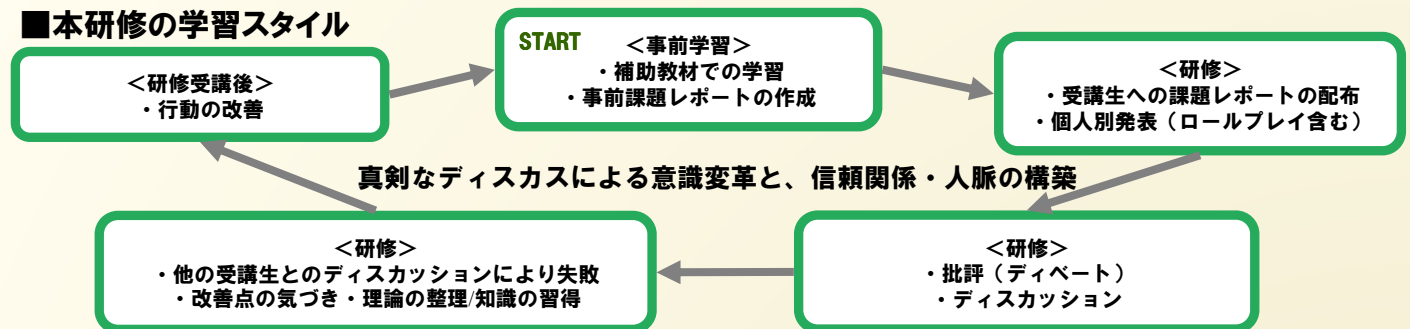 ■本研修の学習スタイル
START
＜事前学習＞
・補助教材での学習
・事前課題レポートの作成
＜研修＞
・受講生への課題レポートの配布
・個人別発表（ロールプレイ含む）
＜研修＞
・批評（ディベート）
・ディスカッション
＜研修＞
・他の受講生とのディスカッションにより失敗
・改善点の気づき・理論の整理/知識の習得
＜研修受講後＞
・行動の改善
真剣なディスカスによる意識変革と、信頼関係・人脈の構築